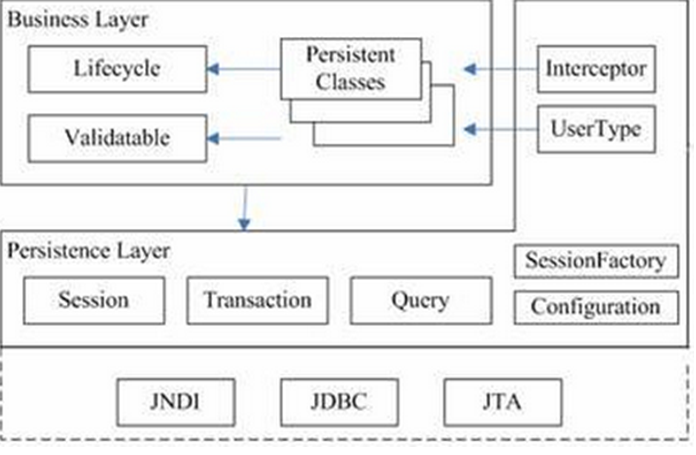 Business Layer
Lifecycle
Persistent
Classes
Interceptor
Validatable
UserType
Persistence Layer
SessionFactory
Session
Transaction
Query
Configuration
JNDI
JDBC
JTA